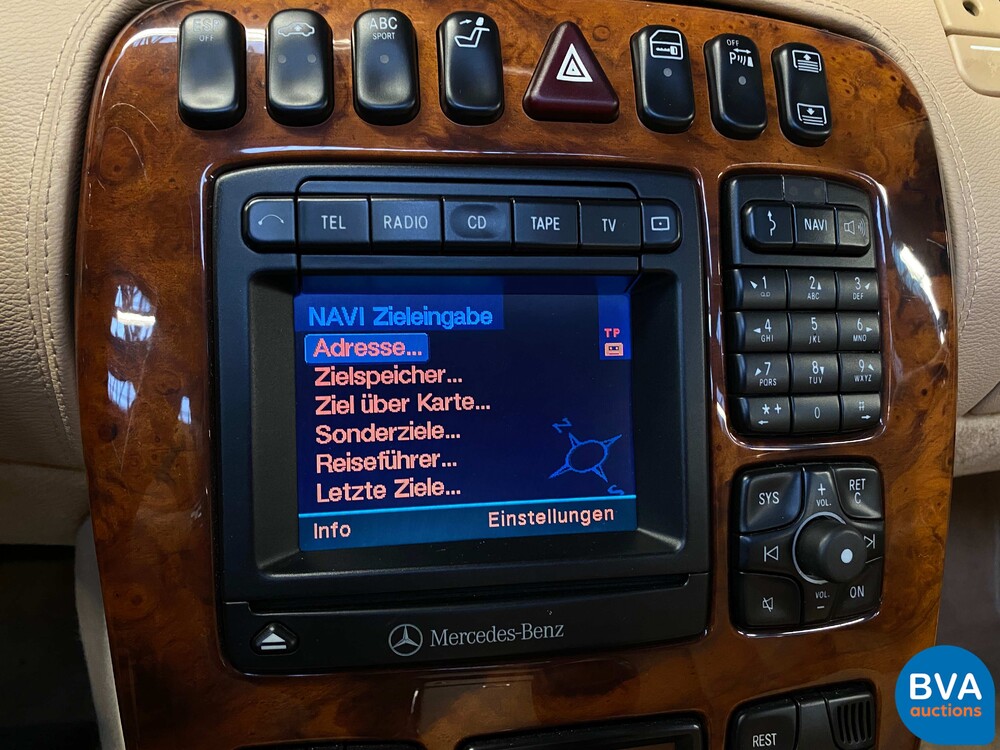 ESP
OFF
ABC
SPORT
OFF
P
TEL RADIO CD TAPE TV
NAVI
NAVI Zieleingabe
TP
Adresse...
Zielspeicher...
Ziel über Karte...
Sonderziele...
Reiseführer...
Letzte Ziele...
Info Einstellungen
Z
S
Mercedes-Benz
1 2 3
ABC DEF
4 5 6
GHI JKL MNO
7 8 9
PQRS TUV WXYZ
*+ 0 #
SYS + RET
VOL. C
VOL. ON
-
REST
BVA
auctions